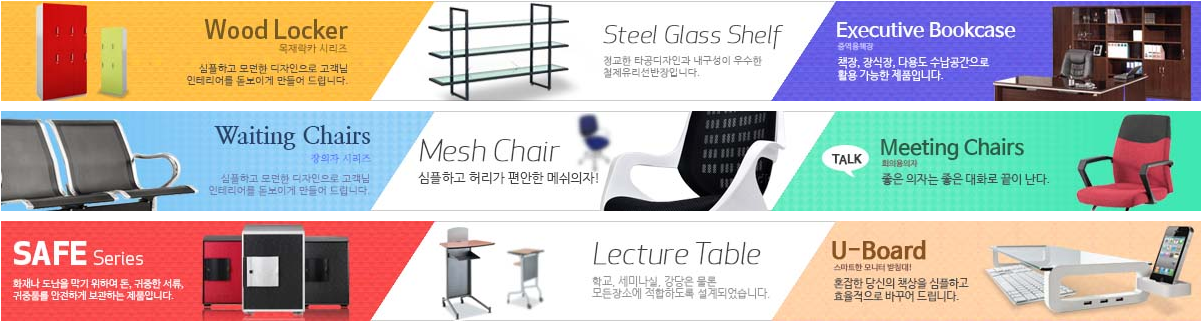 Wood Locker
목재락카 시리즈
심플하고 모던한 디자인으로 고객님
인테리어를 돋보이게 만들어 드립니다.
Steel Glass Shelf
정교한 타공디자인과 내구성이 우수한
철제유리선반장입니다.
Executive Bookcase
중역용책장
책장, 장식장, 다용도 수납공간으로
활용 가능한 제품입니다.
Waiting Chairs
장의자 시리즈
심플하고 모던한 디자인으로 고객님
인테리어를 돋보이게 만들어 드립니다.
Mesh Chair
심플하고 허리가 편안한 메쉬의자!
TALK
Meeting Chairs
회의용의자
좋은 의자는 좋은 대화로 끝이 난다.
SAFE Series
화재나 도난을 막기 위하여 돈, 귀중한 서류,
귀중품를 안전하게 보관하는 제품입니다.
Lecture Table
학교, 세미나실, 강당은 물론
모든장소에 적합하도록 설계되었습니다.
U-Board
스마트한 모니터 받침대!
혼잡한 당신의 책상을 심플하고
효율적으로 바꾸어 드립니다.